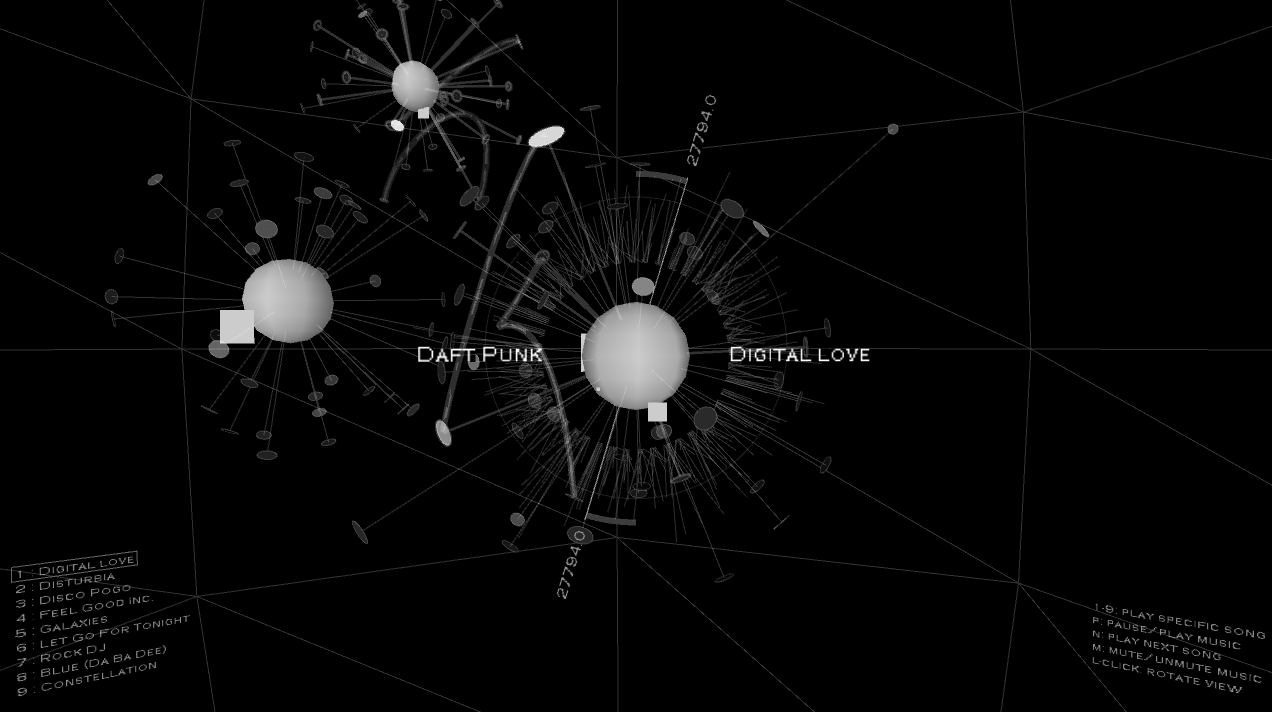 27794.0
DAFT PUNK
DIGITAL LOVE
27794.0
1 : DIGITAL LOVE
2 : DISTURBIA
3 : DISCO POGO
4 : FEEL GOOD INC.
5 : GALAXIES
6 : LET GO FOR TONIGHT
7 : ROCK DJ
8 : BLUE (DA BA DEE)
9 : CONSTELLATION
1-9: PLAY SPECIFIC SONG
P: PAUSE/PLAY MUSIC
N: PLAY NEXT SONG
M: MUTE/UNMUTE MUSIC
L-CLICK: ROTATE VIEW